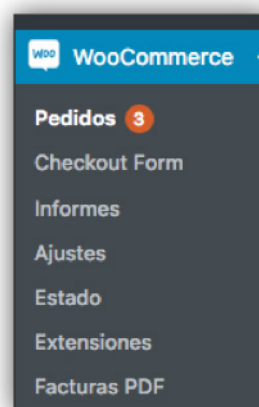 Woo WooCommerce
Pedidos 3
Checkout Form
Informes
Ajustes
Estado
Extensiones
Facturas PDF